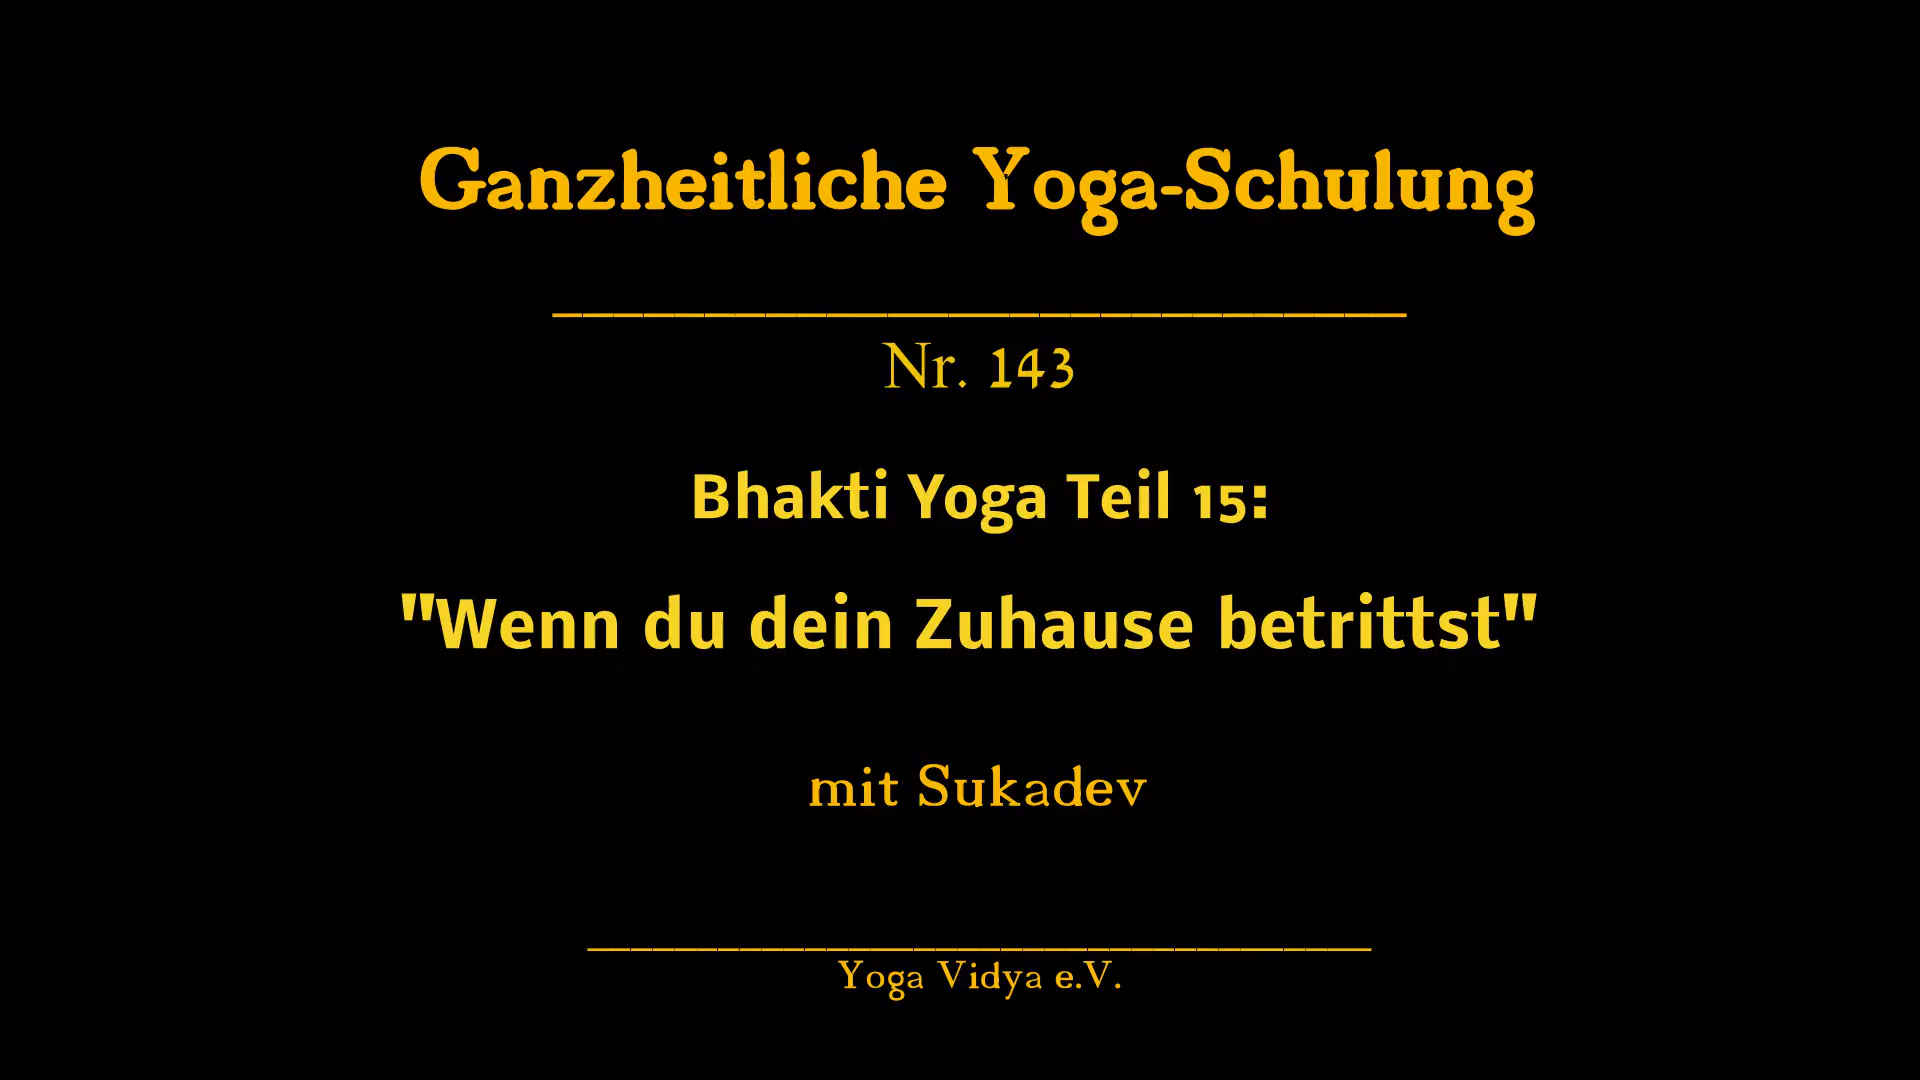 Ganzheitliche Yoga-Schulung
Nr. 143
Bhakti Yoga Teil 15:
"Wenn du dein Zuhause betrittst"
mit Sukadev
Yoga Vidya e.V.